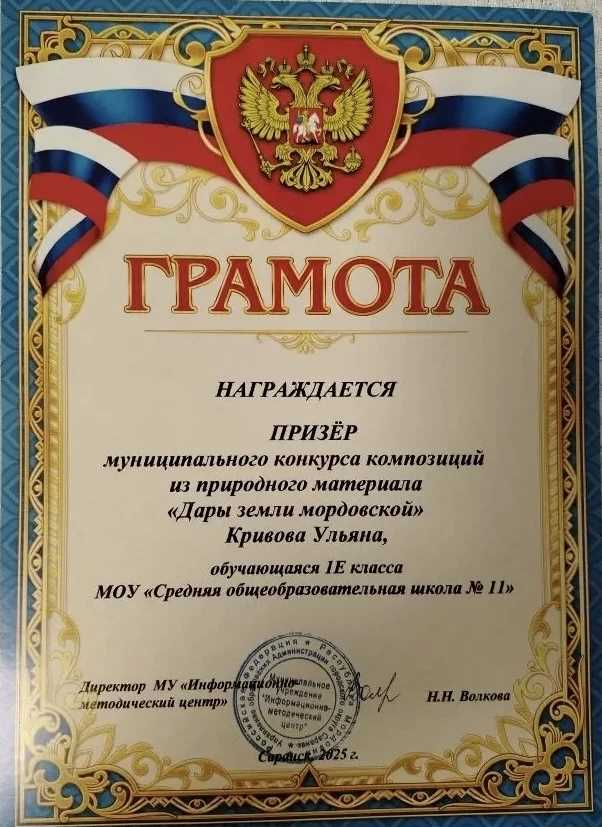 ГРАМОТА
НАГРАЖДАЕТСЯ
ПРИЗЁР
муниципального конкурса композиций
из природного материала
«Дары земли мордовской»
Кривова Ульяна,
обучающаяся 1Е класса
МОУ «Средняя общеобразовательная школа № 11»
Директор МУ «Информационно-
методический центр»
Н.Н. Волкова
Муниципальное
учреждение
"Информационно-
методический
центр"
Саранск, 2025 г.